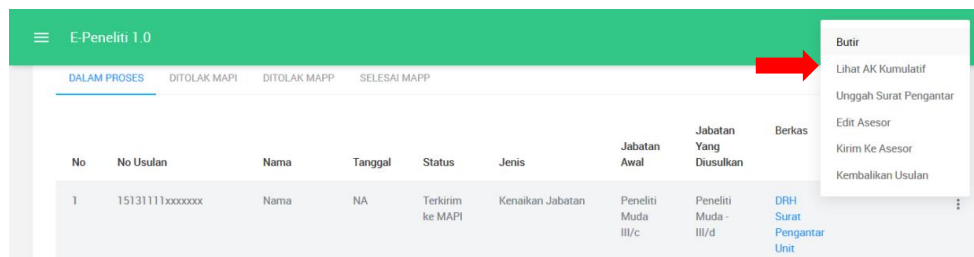 E-Peneliti 1.0
DALAM PROSES DITOLAK MAPI DITOLAK MAPP SELESAI MAPP
Butir
Lihat AK Kumulatif
Unggah Surat Pengantar
Edit Asesor
Kirim Ke Asesor
Kembalikan Usulan
No No Usulan Nama Tanggal Status Jenis Jabatan Awal Jabatan Yang Diusulkan Berkas
1 15131111xxxxxxx Nama NA Terkirim ke MAPI Kenaikan Jabatan Peneliti Muda III/c Peneliti Muda - III/d DRH Surat Pengantar Unit